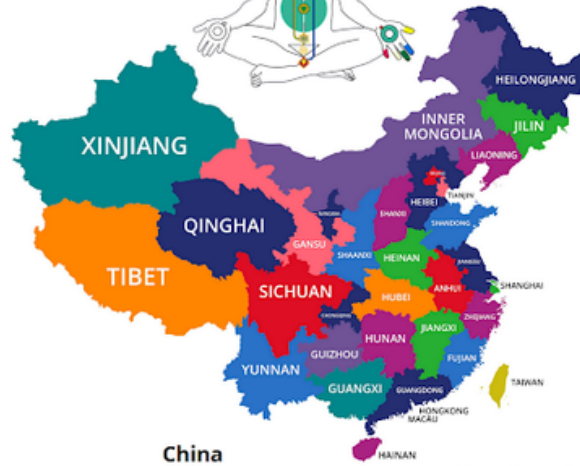 HEILONGJIANG
INNER
MONGOLIA
JILIN
XINJIANG
LIAONING
TIANJIN
HEIBEI
SHANXI
QINGHAI
SHANDONG
GANSU
SHAANXI
HEINAN
TIBET
SICHUAN
ANHUI
SHANGHAI
HUBEI
CHONGQING
ZHEJIANG
HUNAN
JIANGXI
GUIZHOU
FUJIAN
YUNNAN
TAIWAN
GUANGXI
GUANGDONG
HONGKONG
MACAU
China
HAINAN